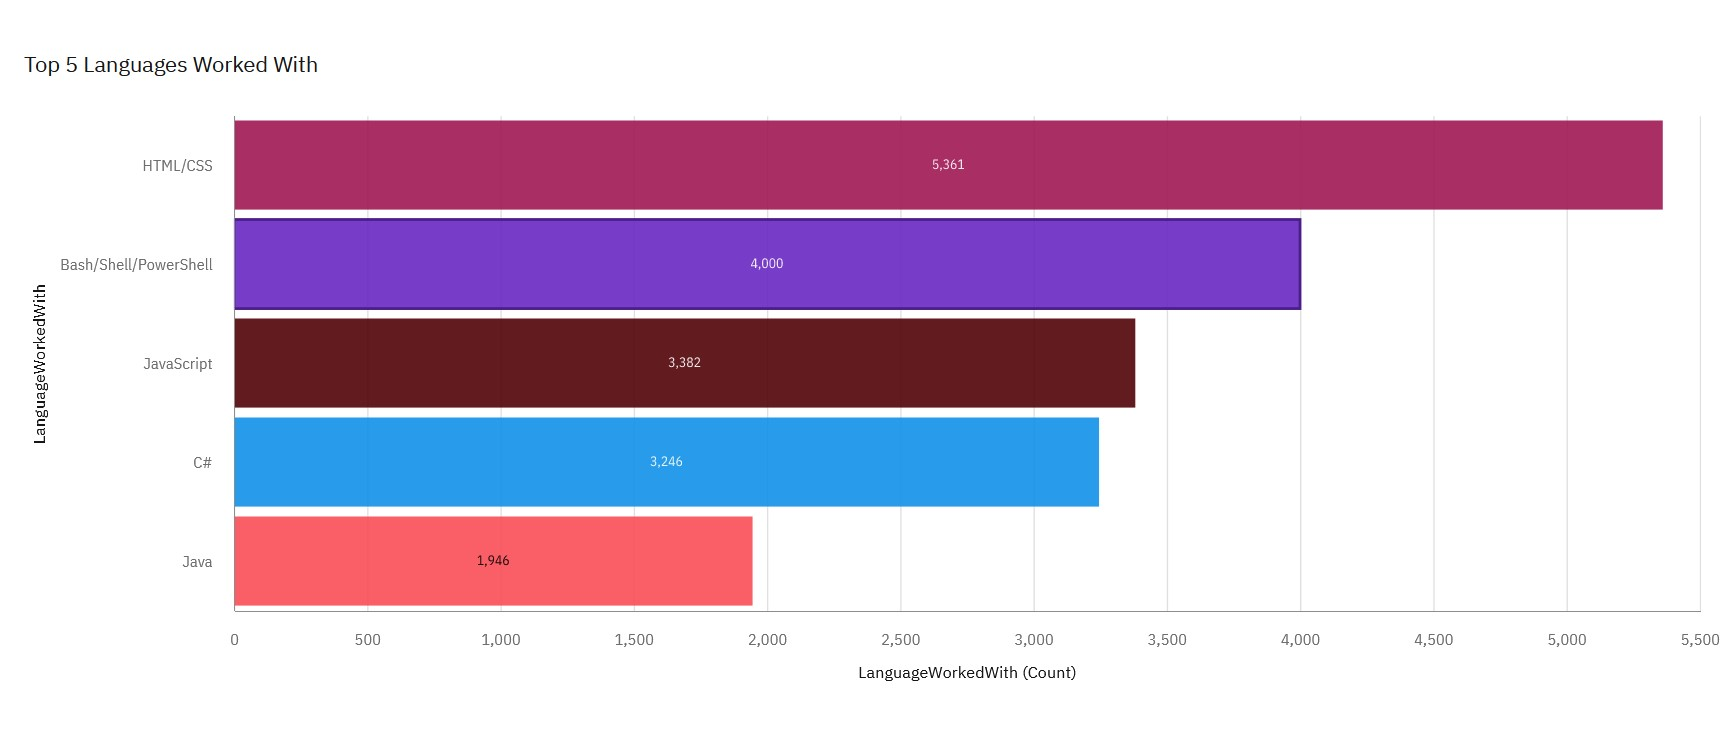 Top 5 Languages Worked With
LanguageWorkedWith
HTML/CSS
5,361
Bash/Shell/PowerShell
4,000
JavaScript
3,382
C#
3,246
Java
1,946
0 500 1,000 1,500 2,000 2,500 3,000 3,500 4,000 4,500 5,000 5,500
LanguageWorkedWith (Count)